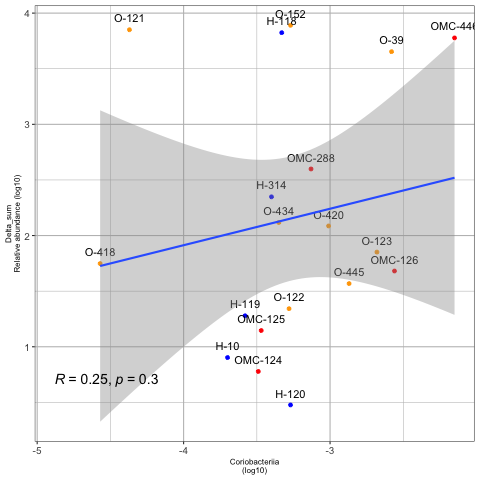 4
3
2
1
-5
-4
-3
Delta_sum
Relative abundance (log10)
Coriobacteriia
(log10)
O-121
O-152
H-118
OMC-446
O-39
OMC-288
H-314
O-434
O-420
O-418
O-123
OMC-126
O-445
O-122
H-119
OMC-125
H-10
OMC-124
H-120
R = 0.25, p = 0.3